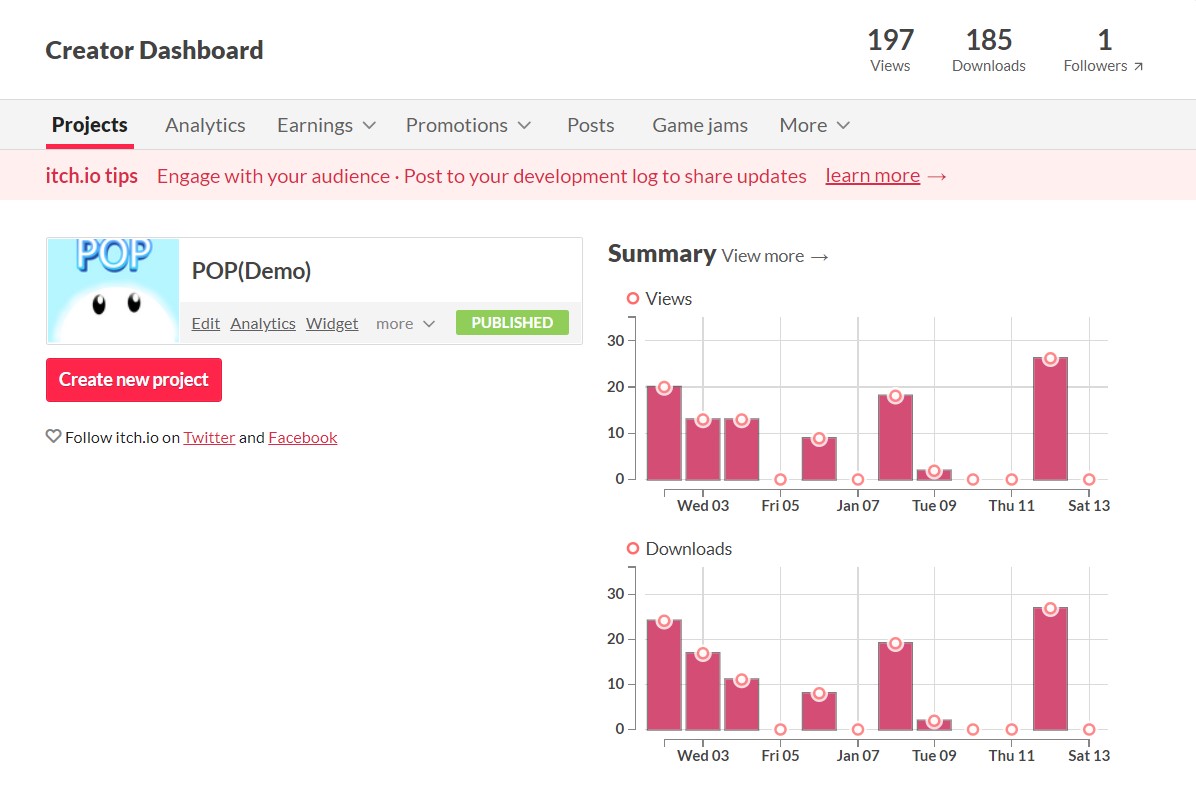 Creator Dashboard
197 185 1
Views Downloads Followers ↗
Projects Analytics Earnings Promotions Posts Game jams More
itch.io tips Engage with your audience · Post to your development log to share updates learn more →
POP
POP(Demo)
Edit Analytics Widget more PUBLISHED
Create new project
Follow itch.io on Twitter and Facebook
Summary View more →
Views
30
20
10
0
Wed 03 Fri 05 Jan 07 Tue 09 Thu 11 Sat 13
Downloads
30
20
10
0
Wed 03 Fri 05 Jan 07 Tue 09 Thu 11 Sat 13